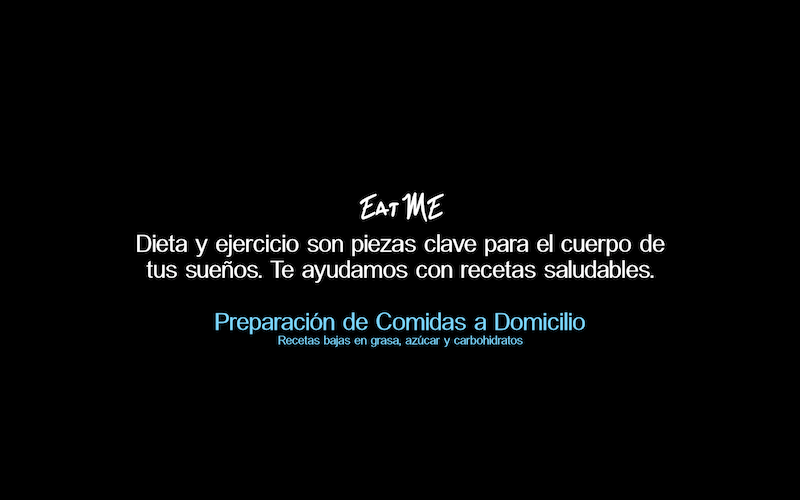 Eat ME
Dieta y ejercicio son piezas clave para el cuerpo de
tus sueños. Te ayudamos con recetas saludables.
Preparación de Comidas a Domicilio
Recetas bajas en grasa, azúcar y carbohidratos